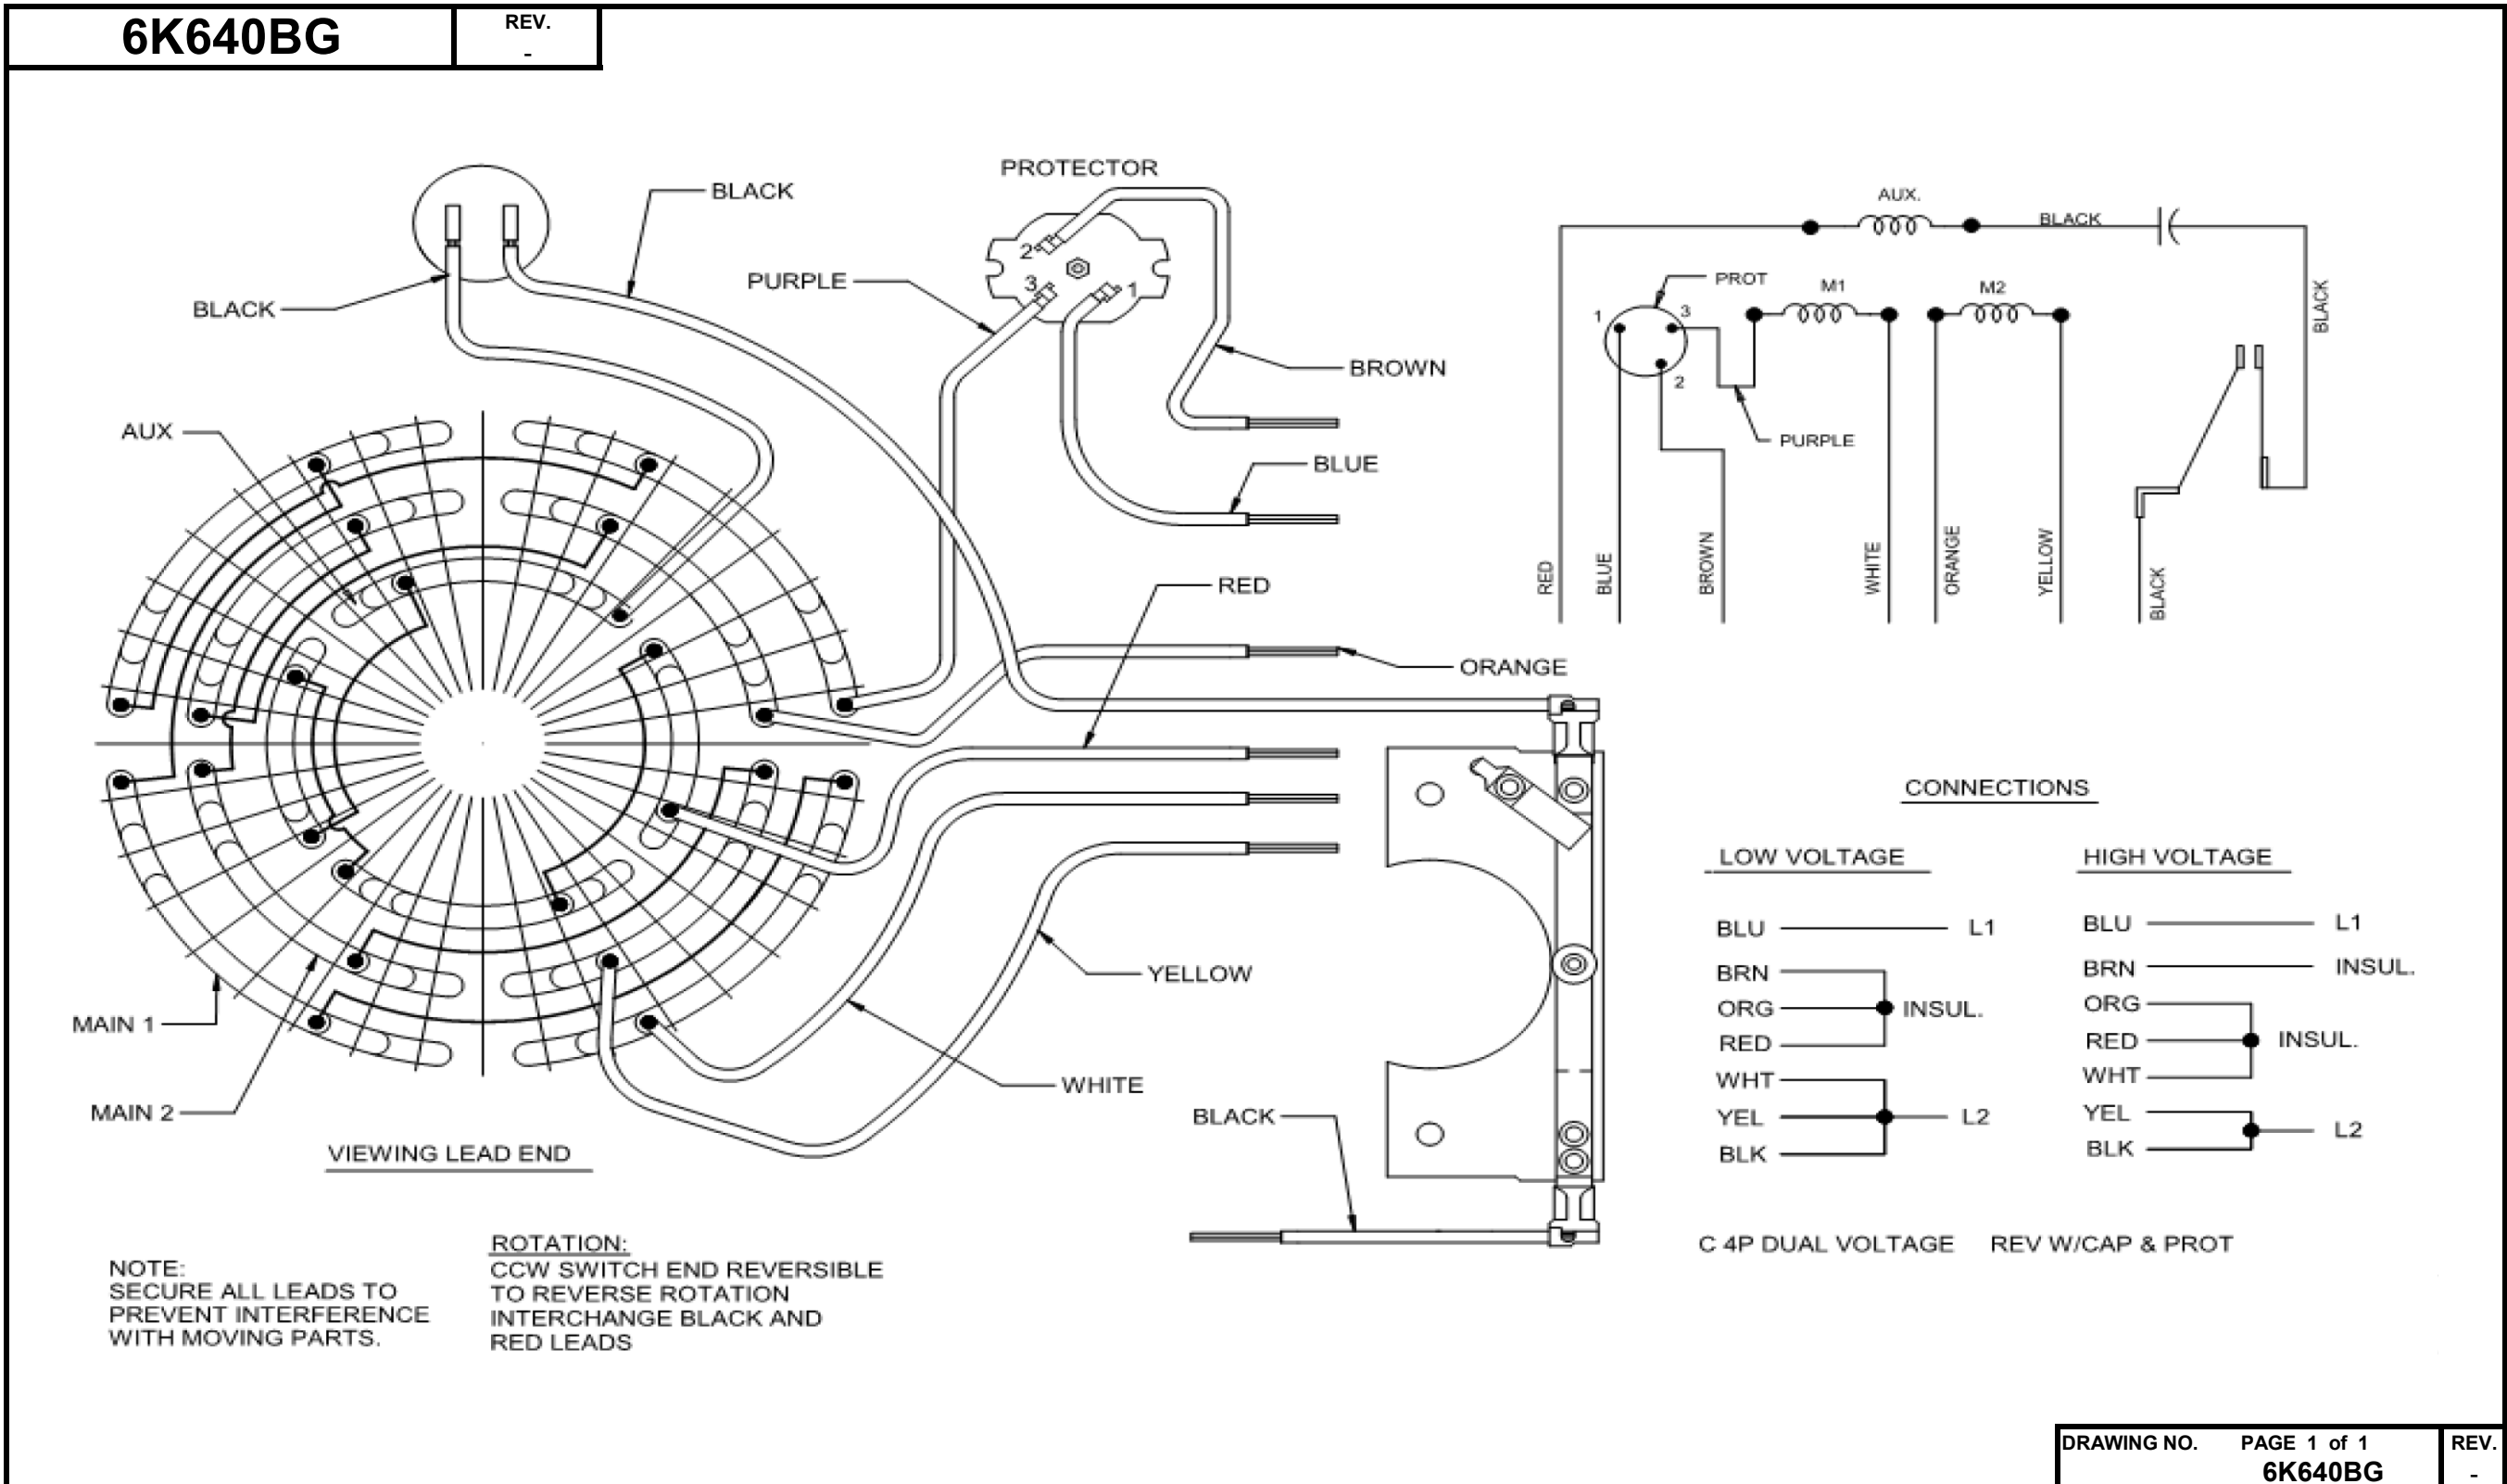 6K640BG
REV.
-
PROTECTOR
BLACK
BLACK
PURPLE
2
3
1
BROWN
BLUE
AUX
RED
ORANGE
YELLOW
WHITE
BLACK
MAIN 1
MAIN 2
VIEWING LEAD END
AUX.
BLACK
PROT
M1
M2
1
3
2
PURPLE
BLACK
RED
BLUE
BROWN
WHITE
ORANGE
YELLOW
BLACK
CONNECTIONS
LOW VOLTAGE
BLU L1
BRN
ORG INSUL.
RED
WHT
YEL L2
BLK
HIGH VOLTAGE
BLU L1
BRN INSUL.
ORG
RED INSUL.
WHT
YEL
L2
BLK
C 4P DUAL VOLTAGE REV W/CAP & PROT
NOTE:
SECURE ALL LEADS TO
PREVENT INTERFERENCE
WITH MOVING PARTS.
ROTATION:
CCW SWITCH END REVERSIBLE
TO REVERSE ROTATION
INTERCHANGE BLACK AND
RED LEADS
DRAWING NO. PAGE 1 of 1
6K640BG
REV.
-